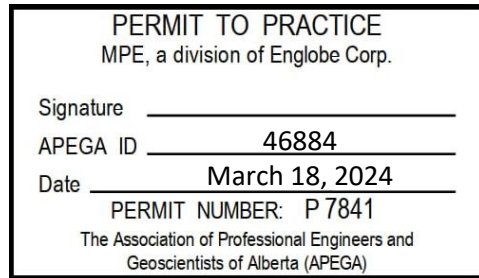 PERMIT TO PRACTICE
MPE, a division of Englobe Corp.
Signature
APEGA ID 46884
Date March 18, 2024
PERMIT NUMBER: P 7841
The Association of Professional Engineers and
Geoscientists of Alberta (APEGA)